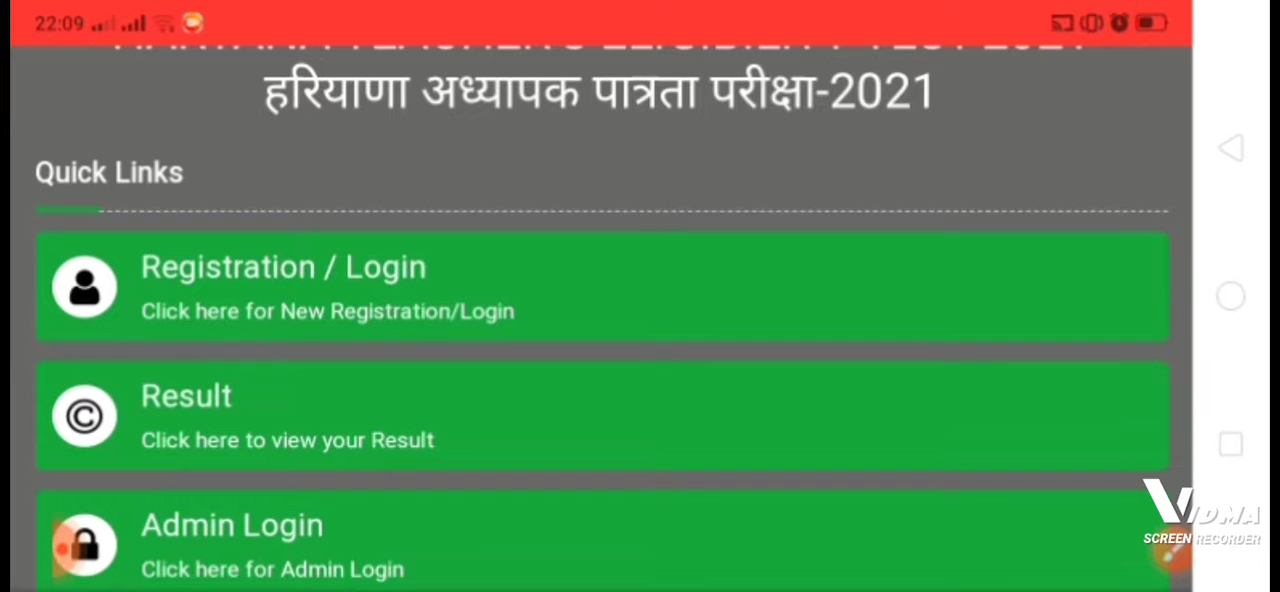 22:09
हरियाणा अध्यापक पात्रता परीक्षा-2021
Quick Links
Registration / Login
Click here for New Registration/Login
Result
Click here to view your Result
Admin Login
Click here for Admin Login
VIDMA
SCREEN RECORDER